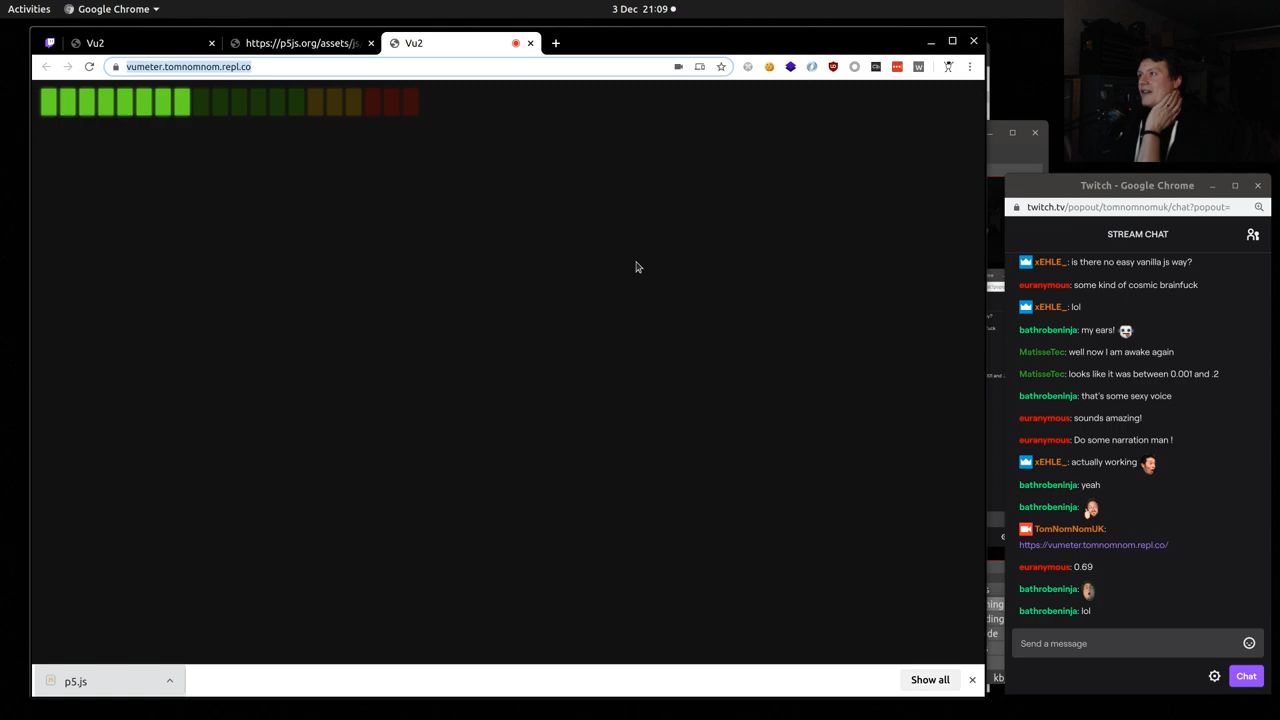 Activities
Google Chrome
3 Dec 21:09
Vu2
https://p5js.org/assets/js
Vu2
vumeter.tomnomnom.repl.co
Twitch - Google Chrome
twitch.tv/popout/tomnomnomuk/chat?popout=
STREAM CHAT
xEHLE_: is there no easy vanilla js way?
euranymous: some kind of cosmic brainfuck
xEHLE_: lol
bathrobeninja: my ears!
MatisseTec: well now I am awake again
MatisseTec: looks like it was between 0.001 and .2
bathrobeninja: that's some sexy voice
euranymous: sounds amazing!
euranymous: Do some narration man !
xEHLE_: actually working
bathrobeninja: yeah
bathrobeninja:
TomNomNomUK:
https://vumeter.tomnomnom.repl.co/
euranymous: 0.69
bathrobeninja:
bathrobeninja: lol
Send a message
Chat
p5.js
Show all
kb